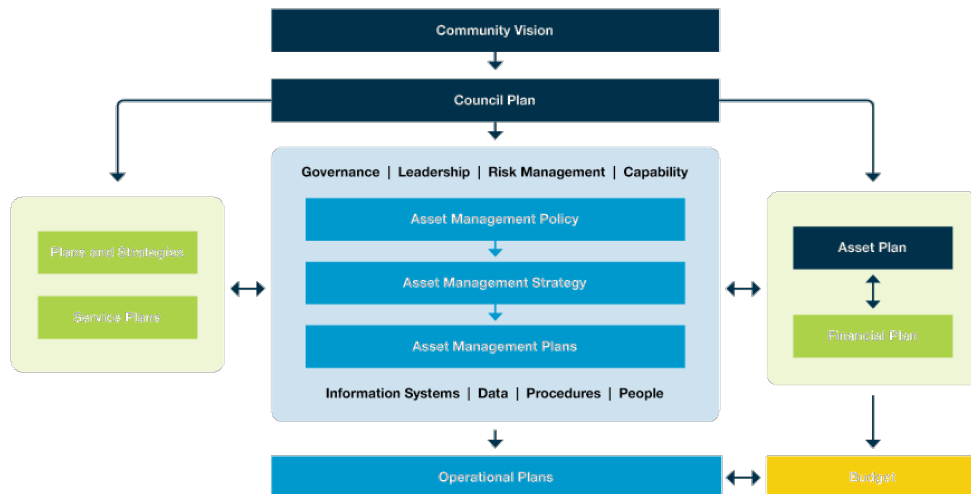 Community Vision
Council Plan
Governance | Leadership | Risk Management | Capability
Asset Management Policy
Plans and Strategies
Asset Plan
Asset Management Strategy
Service Plans
Financial Plan
Asset Management Plans
Information Systems | Data | Procedures | People
Operational Plans
Budget